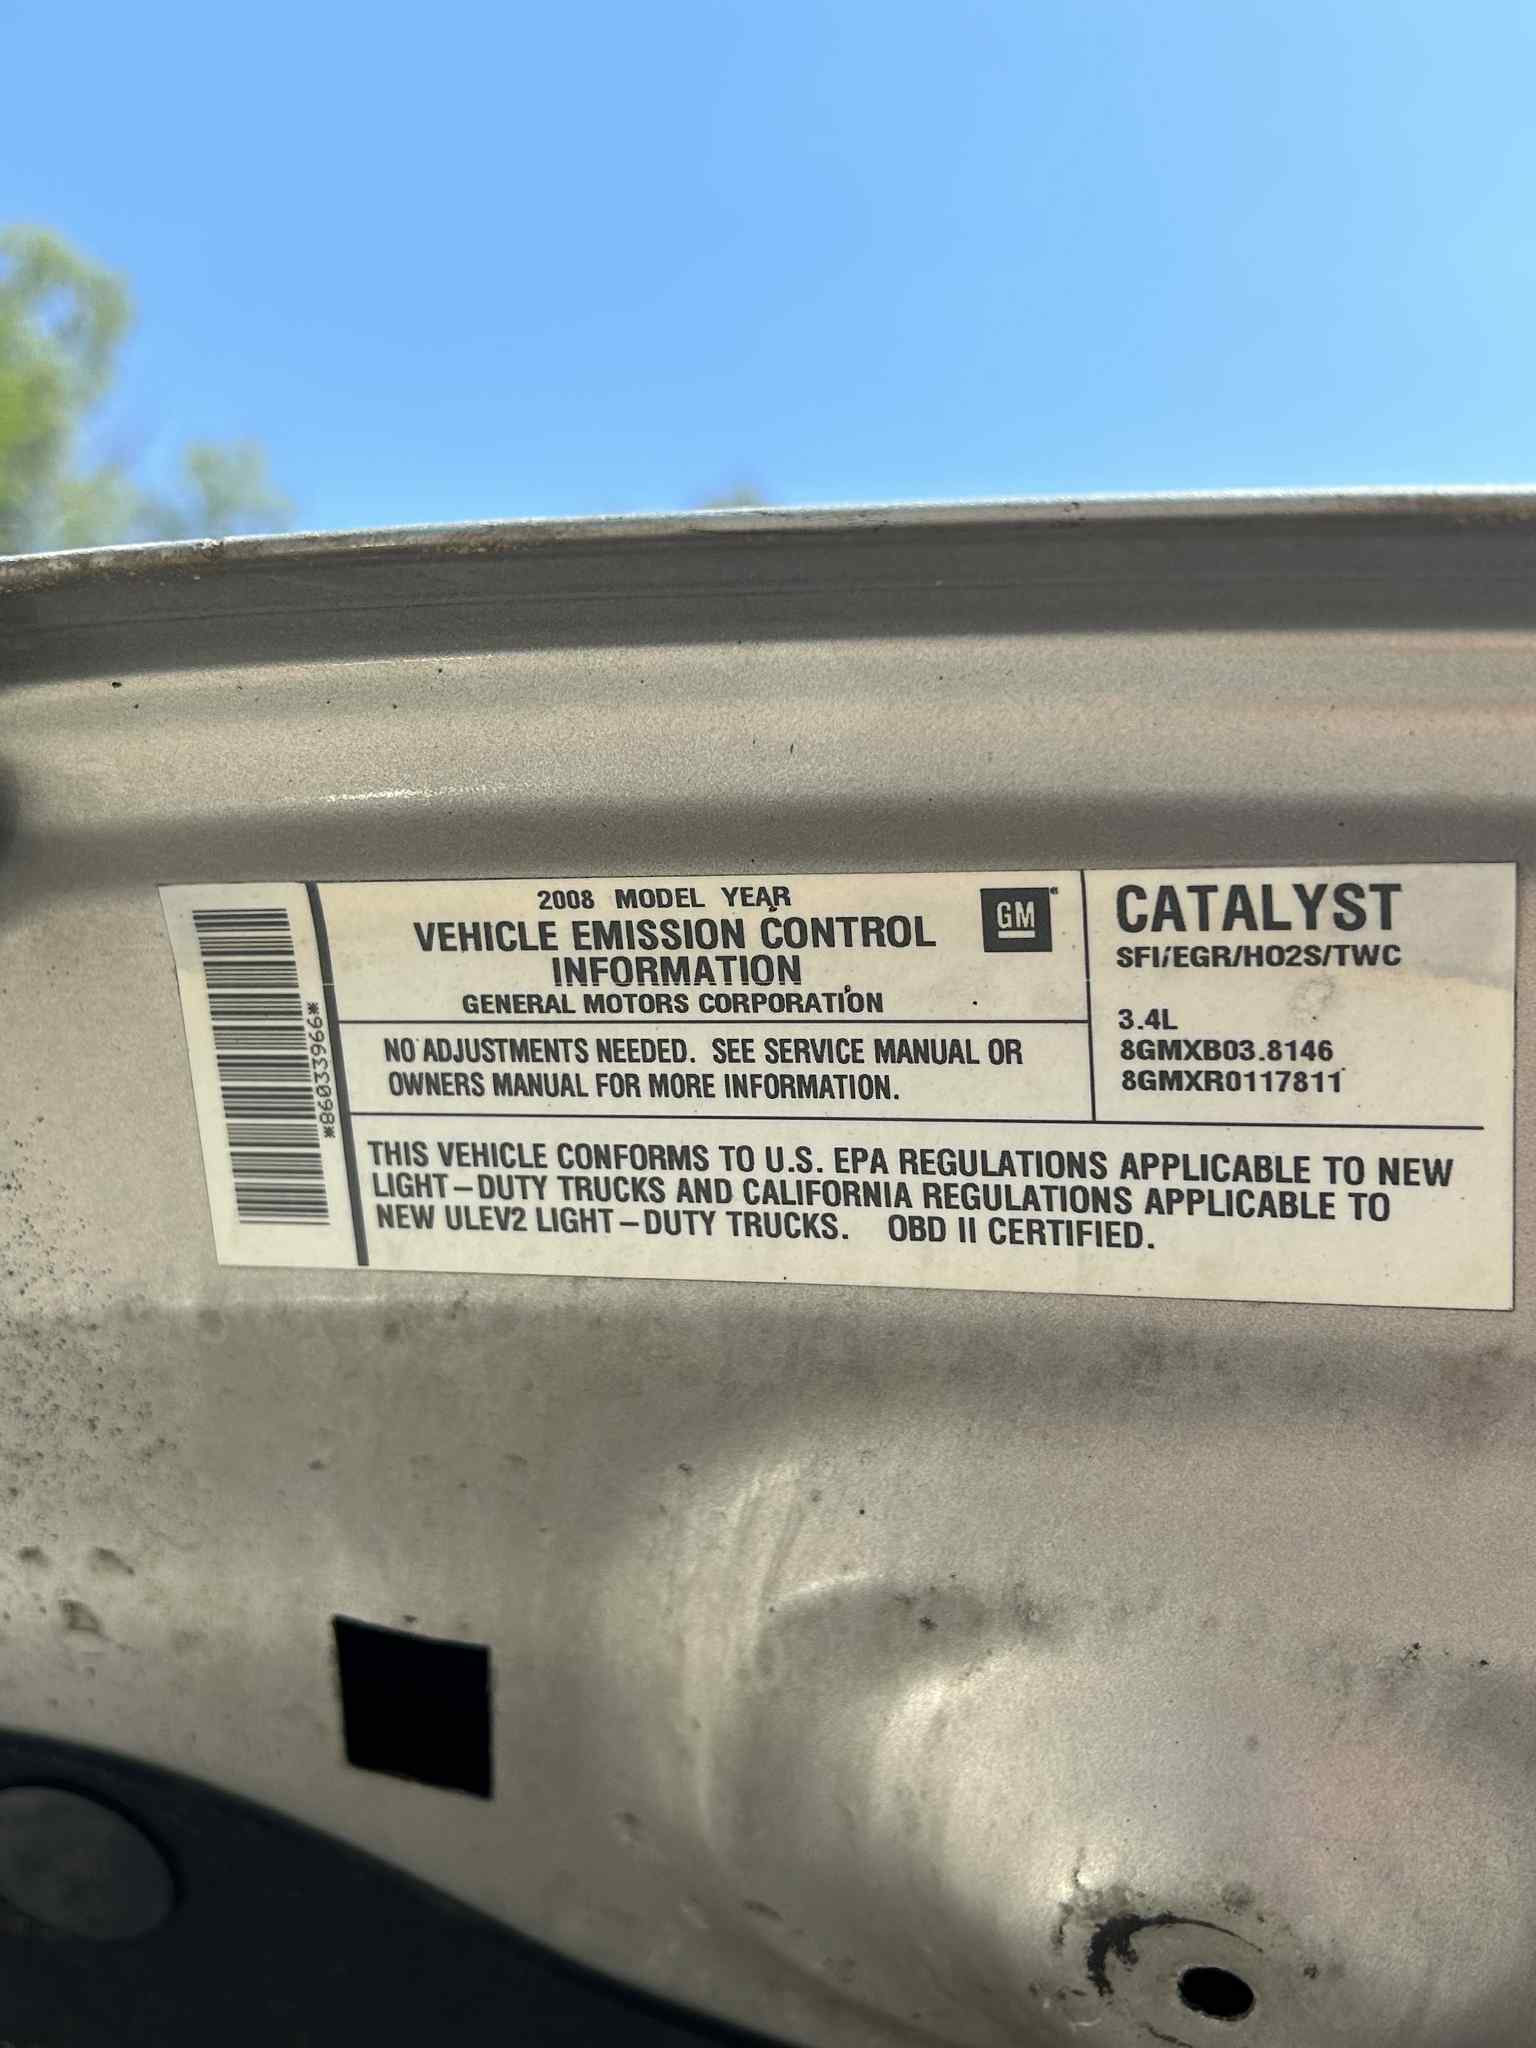 *860333966*
2008 MODEL YEAR
VEHICLE EMISSION CONTROL
INFORMATION
GENERAL MOTORS CORPORATION
GM
NO ADJUSTMENTS NEEDED. SEE SERVICE MANUAL OR
OWNERS MANUAL FOR MORE INFORMATION.
CATALYST
SFI/EGR/HO2S/TWC
3.4L
8GMXB03.8146
8GMXR0117811
THIS VEHICLE CONFORMS TO U.S. EPA REGULATIONS APPLICABLE TO NEW
LIGHT–DUTY TRUCKS AND CALIFORNIA REGULATIONS APPLICABLE TO
NEW ULEV2 LIGHT–DUTY TRUCKS. OBD II CERTIFIED.